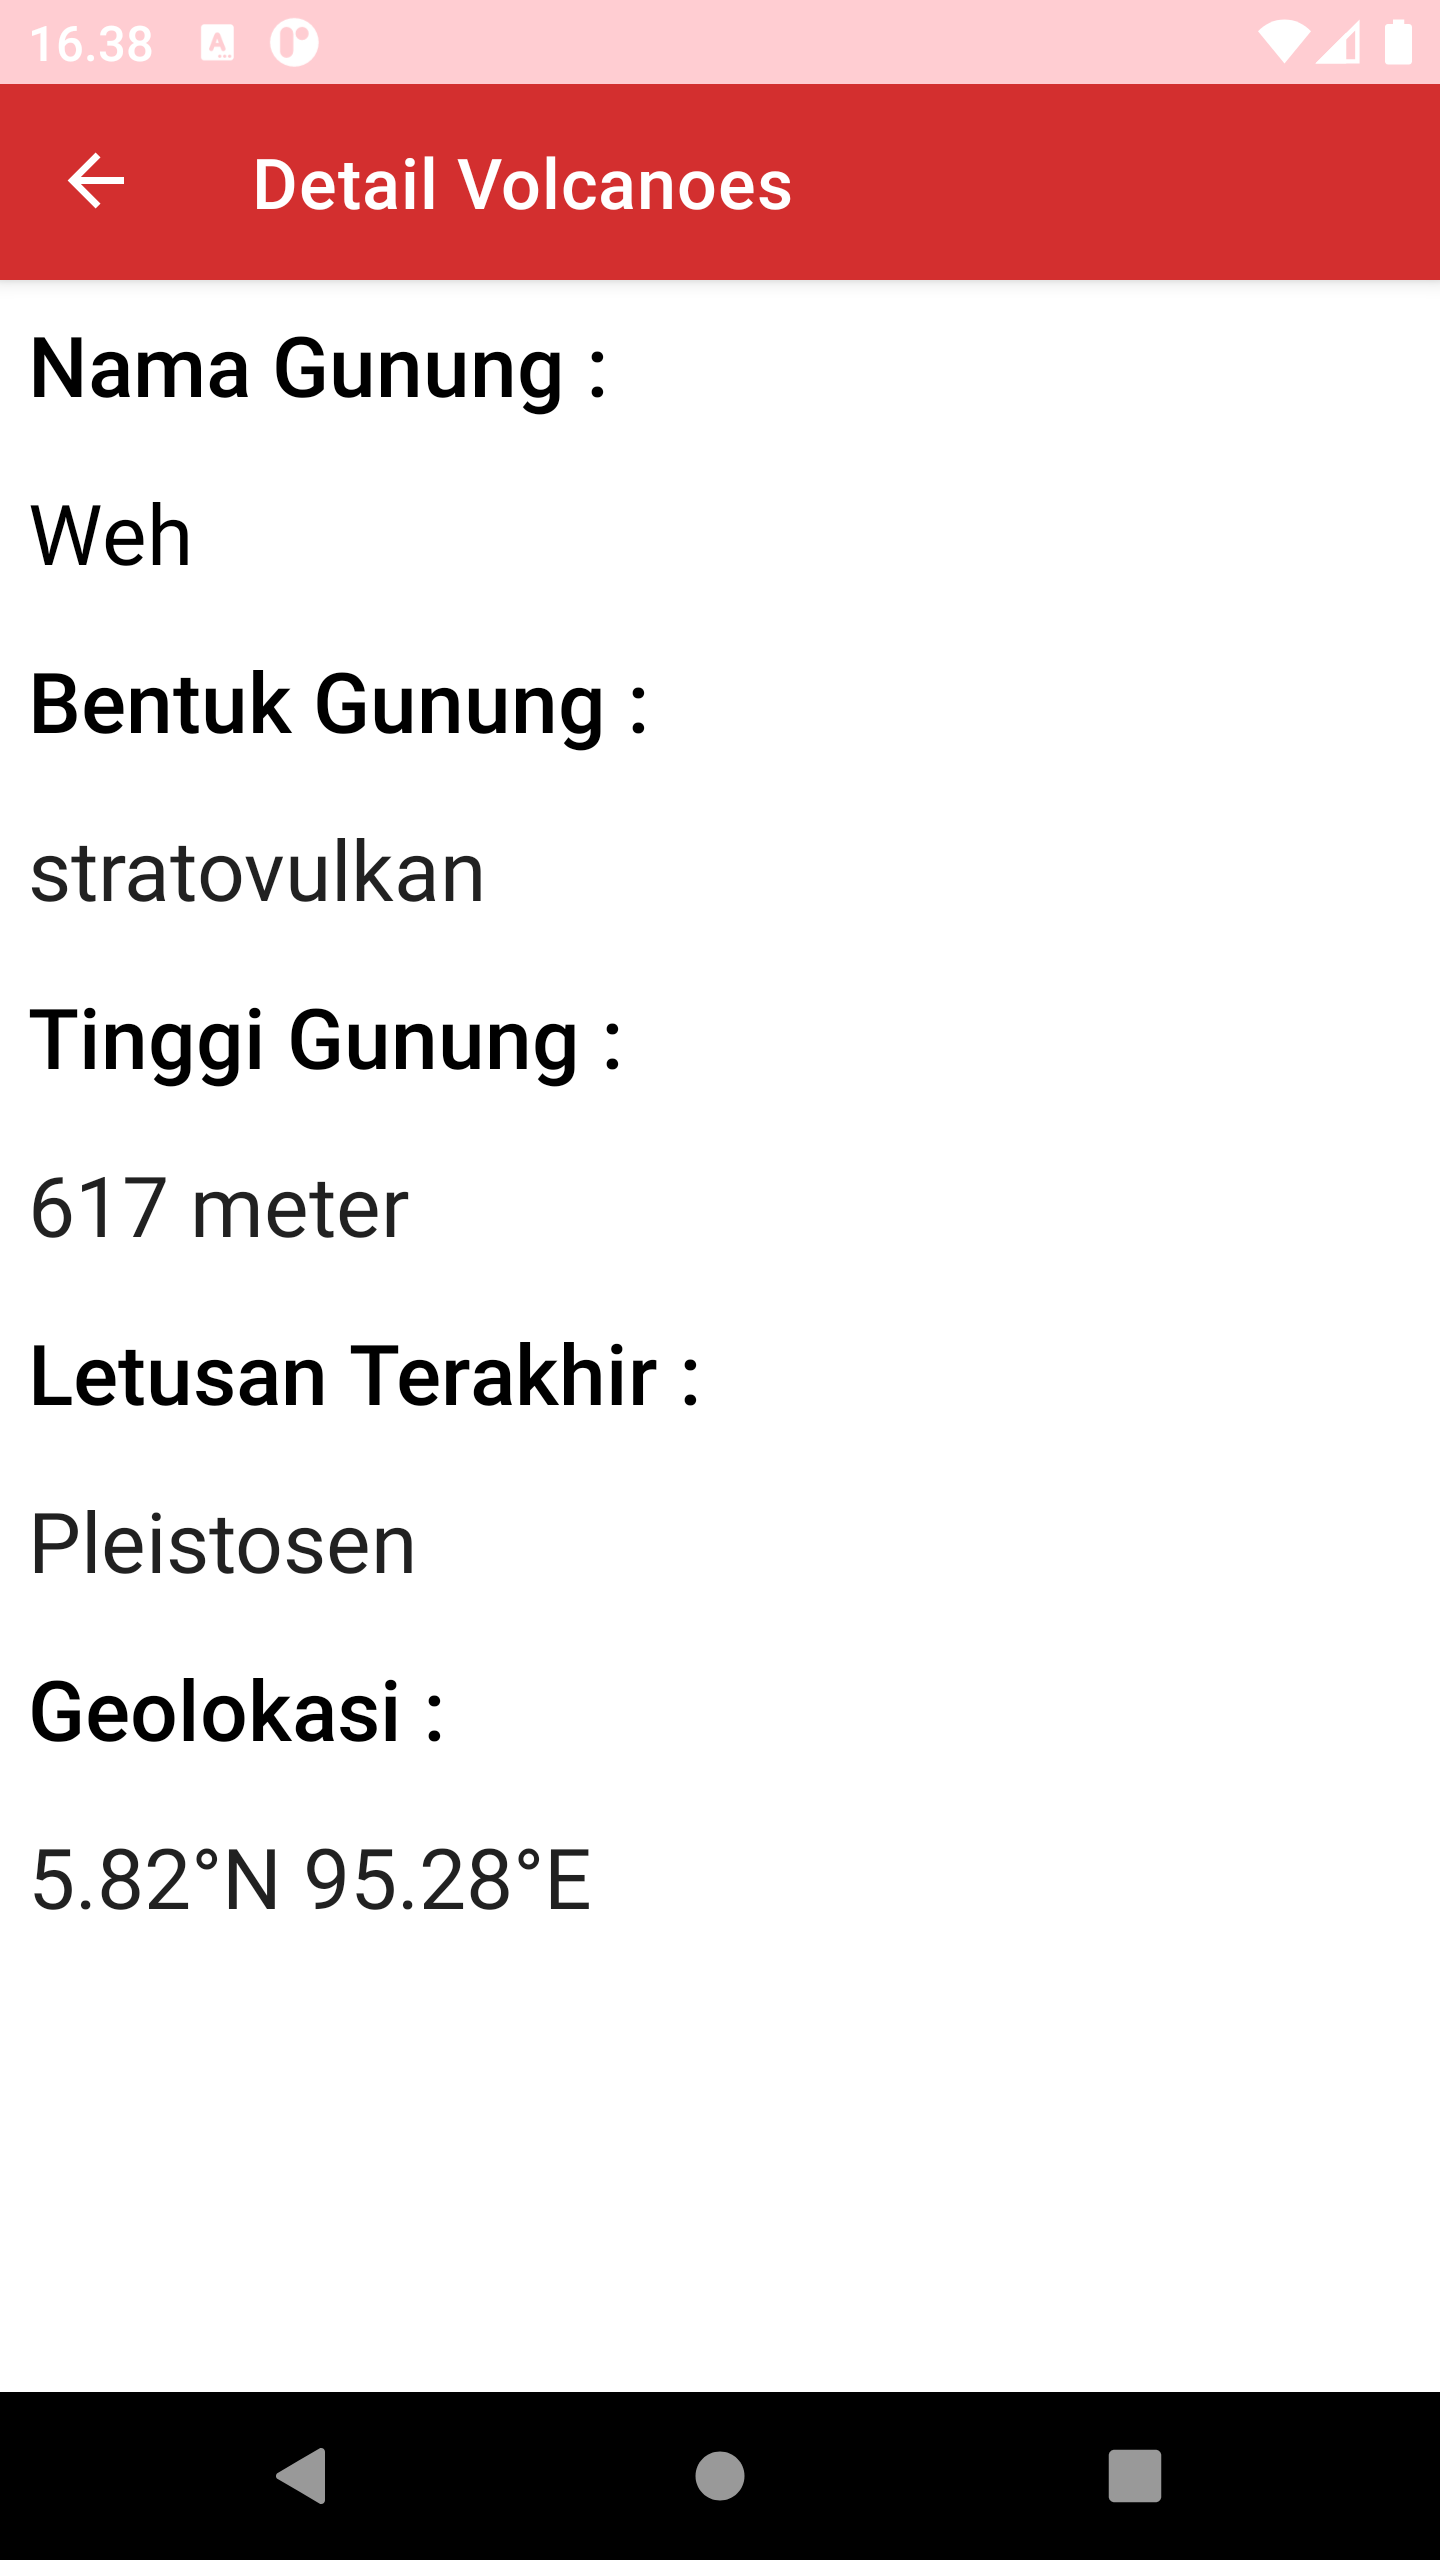 16.38
Detail Volcanoes
Nama Gunung :
Weh
Bentuk Gunung :
stratovulkan
Tinggi Gunung :
617 meter
Letusan Terakhir :
Pleistosen
Geolokasi :
5.82°N 95.28°E